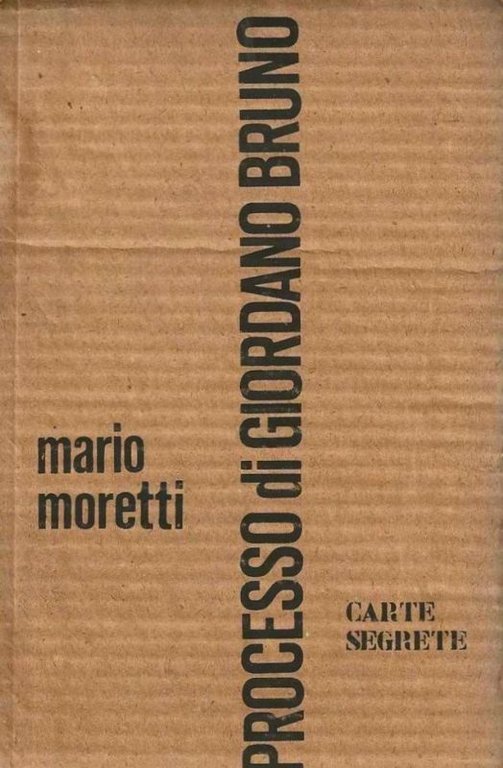 mario
moretti
PROCESSO di GIORDANO BRUNO
CARTE
SEGRETE